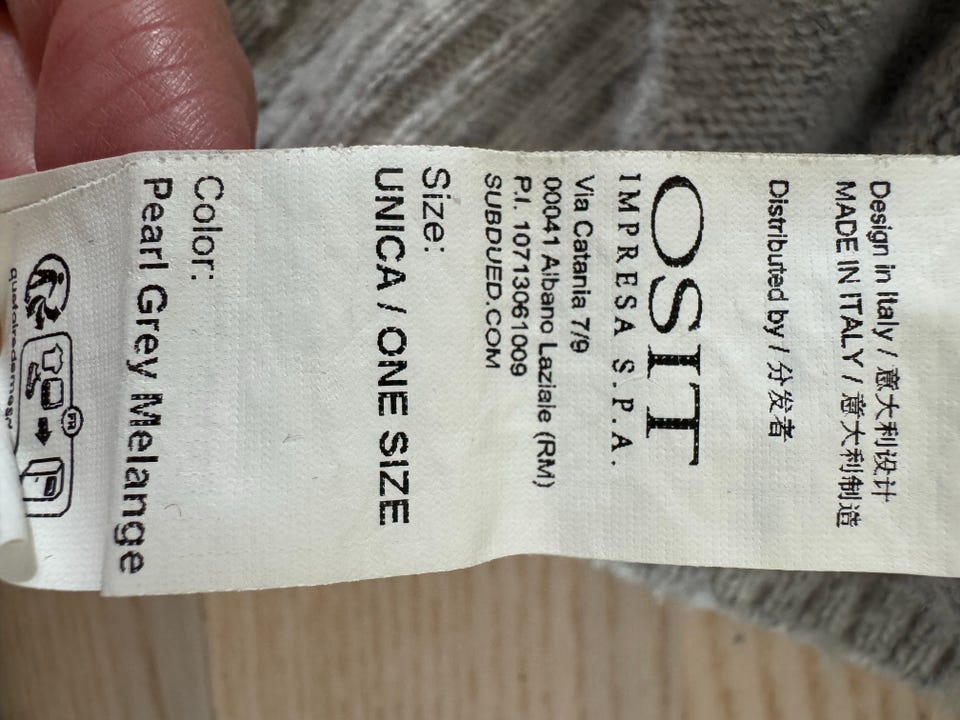 Design in Italy / 意大利设计
MADE IN ITALY / 意大利制造
Distributed by / 分发者
OSIT
IMPRESA S.P.A.
Via Catania 7/9
00041 Albano Laziale (RM)
P.I. 10713061009
SUBDUED.COM
Size:
UNICA / ONE SIZE
Color:
Pearl Grey Melange
FR